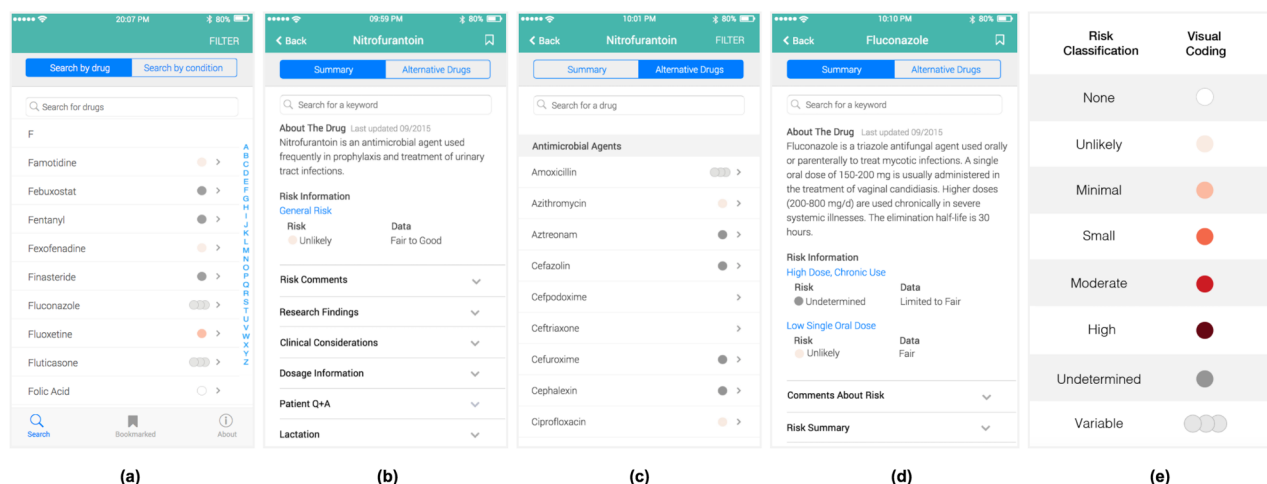 20:07 PM
80%
FILTER
Search by drug
Search by condition
Search for drugs
F
Famotidine
Febuxostat
Fentanyl
Fexofenadine
Finasteride
Fluconazole
Fluoxetine
Fluticasone
Folic Acid
A
B
C
D
E
F
G
H
I
J
K
L
M
N
O
P
Q
R
S
T
U
V
W
X
Y
Z
Search
Bookmarked
About
(a)
09:59 PM
80%
Back
Nitrofurantoin
Summary
Alternative Drugs
Search for a keyword
About The Drug Last updated 09/2015
Nitrofurantoin is an antimicrobial agent used
frequently in prophylaxis and treatment of urinary
tract infections.
Risk Information
General Risk
Risk Data
Unlikely Fair to Good
Risk Comments
Research Findings
Clinical Considerations
Dosage Information
Patient Q+A
Lactation
(b)
10:01 PM
80%
Back
Nitrofurantoin
FILTER
Summary
Alternative Drugs
Search for a drug
Antimicrobial Agents
Amoxicillin
Azithromycin
Aztreonam
Cefazolin
Cefpodoxime
Ceftriaxone
Cefuroxime
Cephalexin
Ciprofloxacin
(c)
10:10 PM
80%
Back
Fluconazole
Summary
Alternative Drugs
Search for a keyword
About The Drug Last updated 09/2015
Fluconazole is a triazole antifungal agent used orally
or parenterally to treat mycotic infections. A single
oral dose of 150-200 mg is usually administered in
the treatment of vaginal candidiasis. Higher doses
(200-800 mg/d) are used chronically in severe
systemic illnesses. The elimination half-life is 30
hours.
Risk Information
High Dose, Chronic Use
Risk Data
Undetermined Limited to Fair
Low Single Oral Dose
Risk Data
Unlikely Fair
Comments About Risk
Risk Summary
(d)
Risk Visual
Classification Coding
None
Unlikely
Minimal
Small
Moderate
High
Undetermined
Variable
(e)